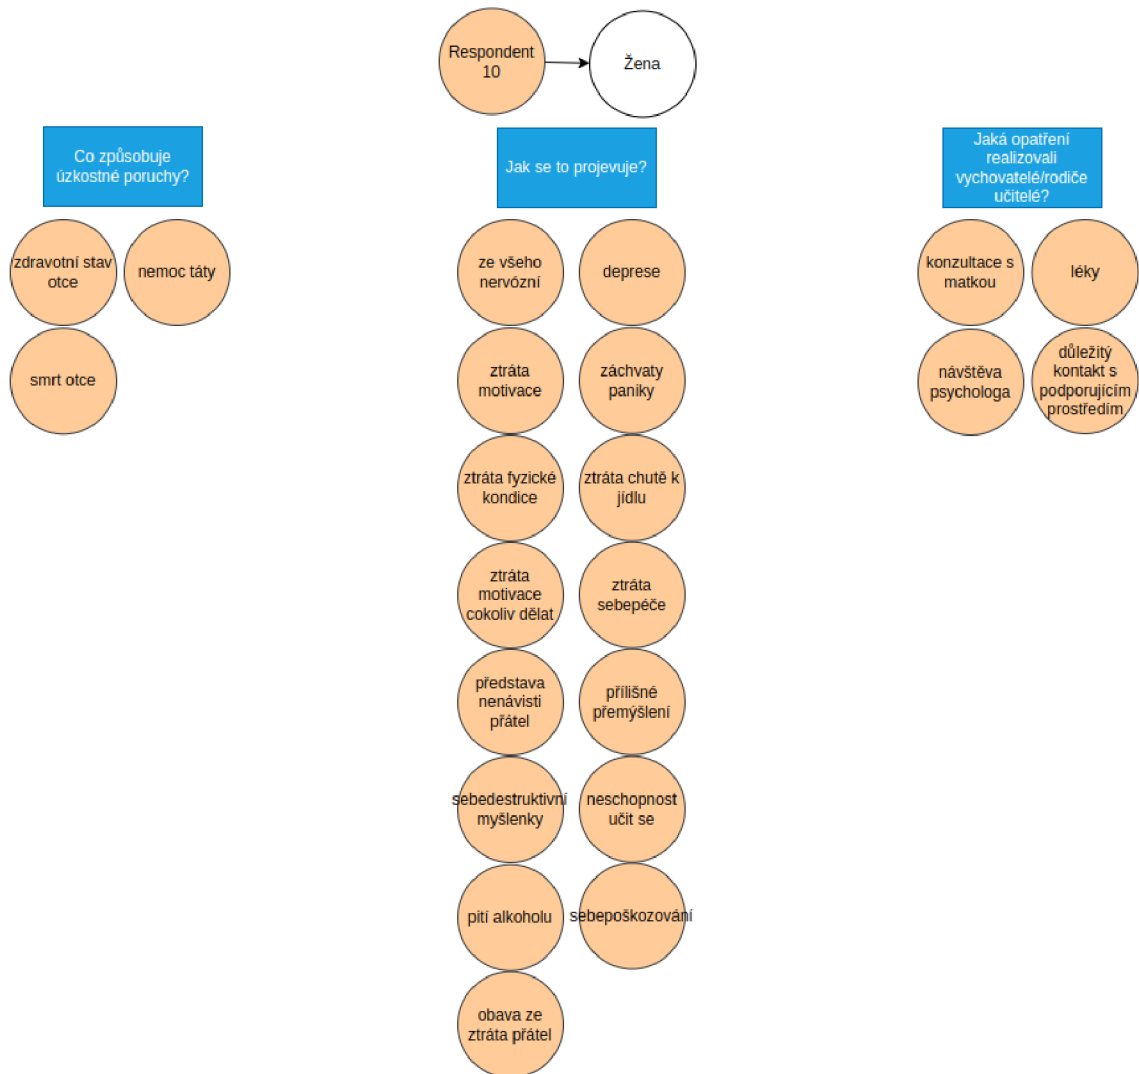 Respondent
10
Žena
Co způsobuje
úzkostné poruchy?
zdravotní stav
otce
nemoc táty
smrt otce
Jak se to projevuje?
ze všeho
nervózní
deprese
ztráta
motivace
záchvaty
paniky
ztráta fyzické
kondice
ztráta chutě k
jídlu
ztráta
motivace
cokoliv dělat
ztráta
sebepéče
představa
nenávisti
přátel
přílišné
přemýšlení
sebedestruktivní
myšlenky
neschopnost
učit se
pití alkoholu
sebepoškozování
obava ze
ztráta přátel
Jaká opatření
realizovali
vychovatelé/rodiče
učitelé?
konzultace s
matkou
léky
návštěva
psychologa
důležitý
kontakt s
podporujícím
prostředím